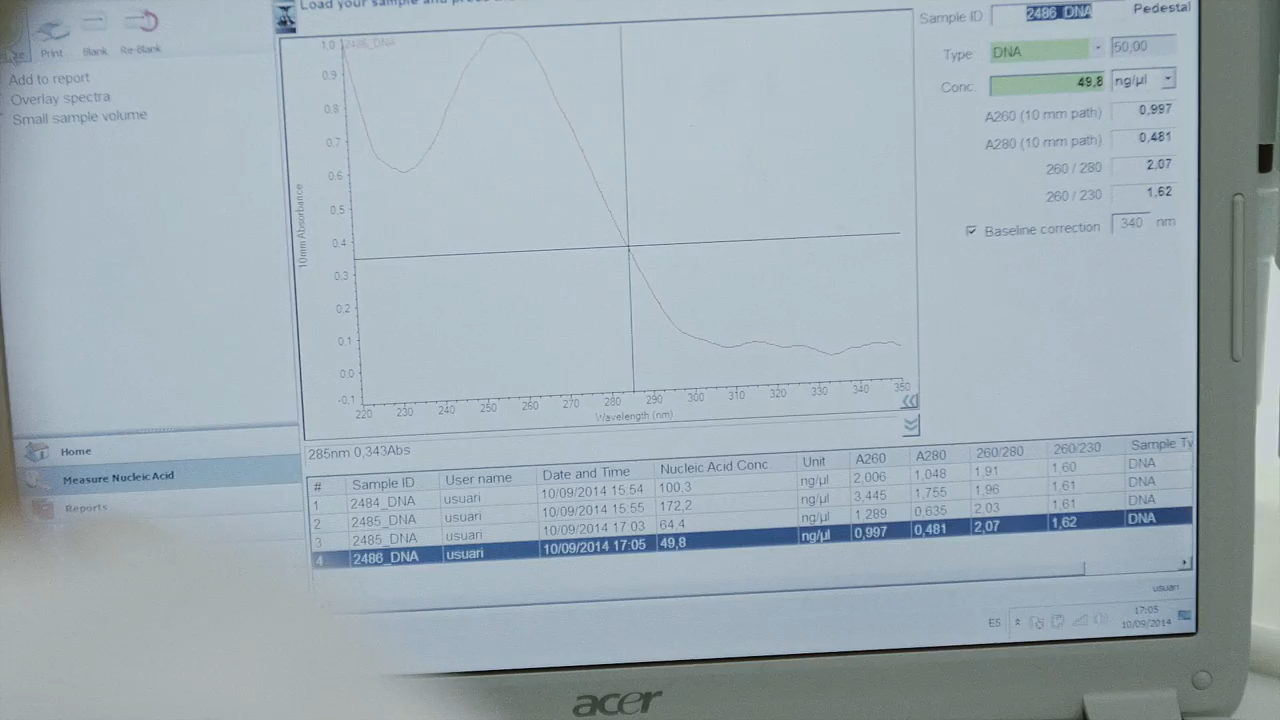 Load your sample and
Print Blank Re-Blank
Add to report
Overlay spectra
Small sample volume
Home
Measure Nucleic Acid
Reports
2486_DNA
10mm Absorbance
1.0
0.9
0.8
0.7
0.6
0.5
0.4
0.3
0.2
0.1
0.0
-0.1
220 230 240 250 260 270 280 290 300 310 320 330 340 350
Wavelength (nm)
Sample ID 2486_DNA Pedestal
Type DNA 50,00
Conc. 49,8 ng/µl
A260 (10 mm path) 0,997
A280 (10 mm path) 0,481
260 / 280 2,07
260 / 230 1,62
Baseline correction 340 nm
285nm 0,343Abs
# Sample ID User name Date and Time Nucleic Acid Conc. Unit A260 A280 260/280 260/230 Sample Ty
1 2484_DNA usuari 10/09/2014 15:54 100,3 ng/µl 2,006 1,048 1,91 1,60 DNA
2 2485_DNA usuari 10/09/2014 15:55 172,2 ng/µl 3,445 1,755 1,96 1,61 DNA
3 2485_DNA usuari 10/09/2014 17:03 64,4 ng/µl 1,289 0,635 2,03 1,61 DNA
4 2486_DNA usuari 10/09/2014 17:05 49,8 ng/µl 0,997 0,481 2,07 1,62 DNA
usuari
ES 17:05
10/09/2014
acer